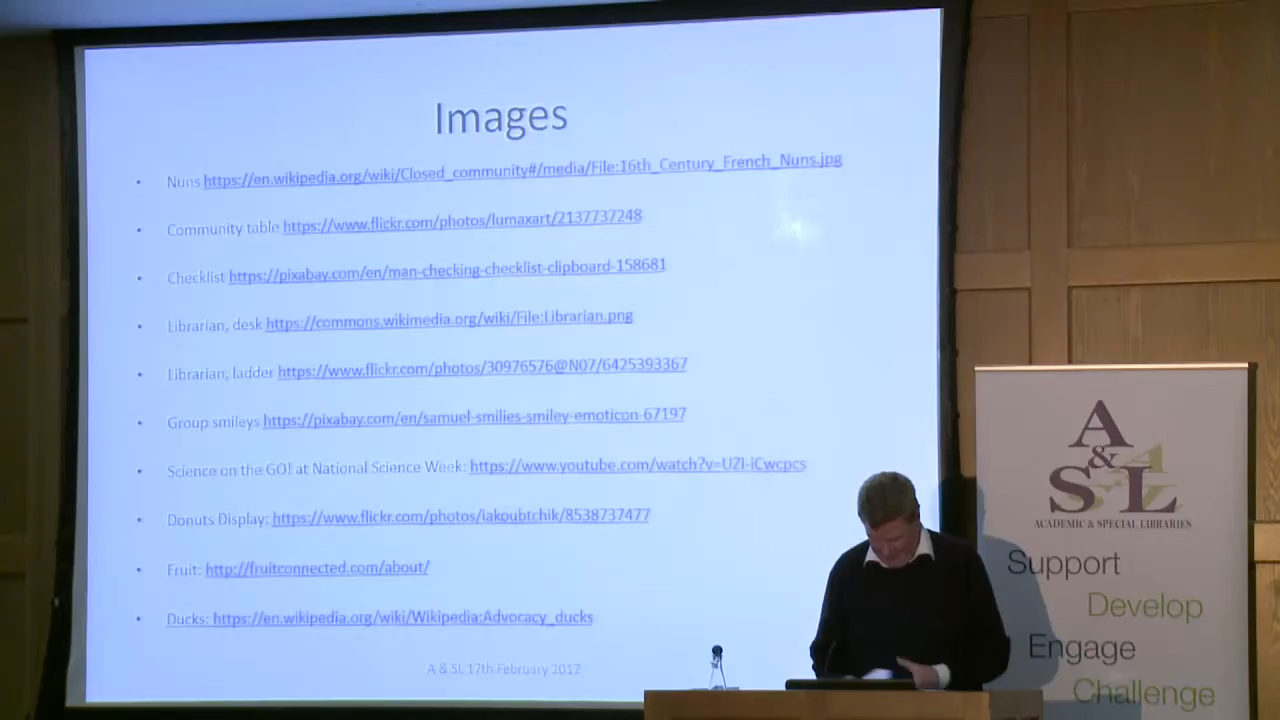 Images
• Nuns https://en.wikipedia.org/wiki/Closed_community#/media/File:16th_Century_French_Nuns.jpg
• Community table https://www.flickr.com/photos/lumaxart/2137737248
• Checklist https://pixabay.com/en/man-checking-checklist-clipboard-158681
• Librarian, desk https://commons.wikimedia.org/wiki/File:Librarian.png
• Librarian, ladder https://www.flickr.com/photos/30976576@N07/6425393367
• Group smileys https://pixabay.com/en/samuel-smilies-smiley-emoticon-67197
• Science on the GO! at National Science Week: https://www.youtube.com/watch?v=UZI-iCwcpcs
• Donuts Display: https://www.flickr.com/photos/iakoubtchik/8538737477
• Fruit: http://fruitconnected.com/about/
• Ducks: https://en.wikipedia.org/wiki/Wikipedia:Advocacy_ducks
A & SL 17th February 2017
A
&
SL
ACADEMIC & SPECIAL LIBRARIES
Support
Develop
Engage
Challenge